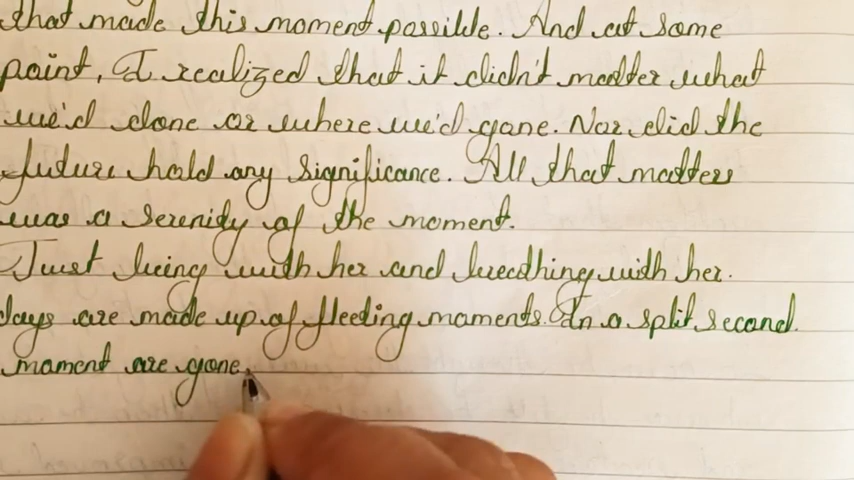 that made this moment possible. And at some
point, I realized that it didn't matter what
we'd done or where we'd gone. Nor did the
future hold any significance. All that matters
was a serenity of the moment.
Just being with her and breathing with her.
days are made up of fleeting moments. In a split second.
moment are gone,